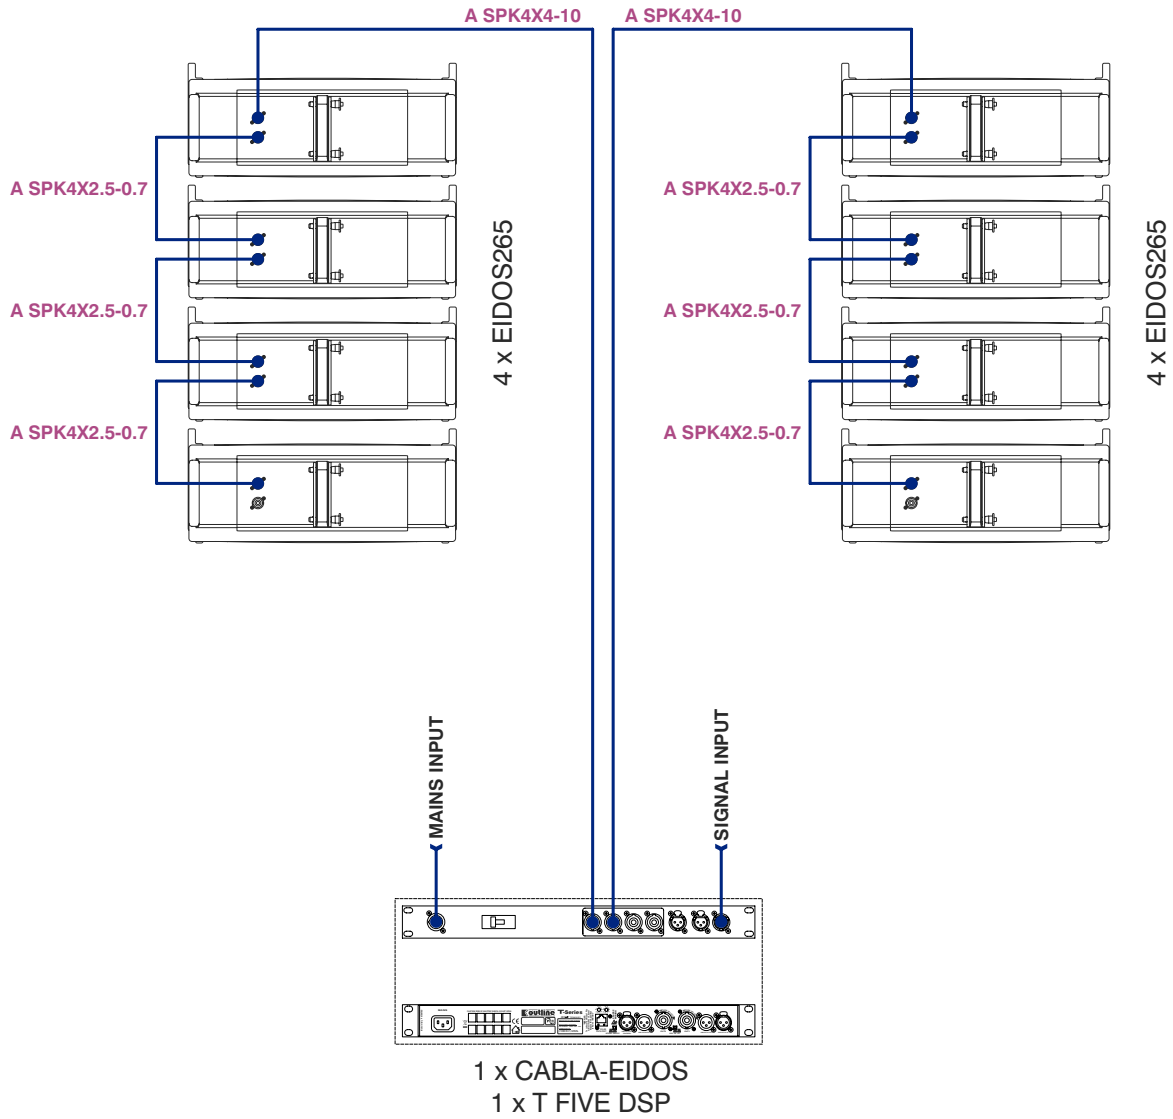 A SPK4X4-10
A SPK4X4-10
A SPK4X2.5-0.7
A SPK4X2.5-0.7
A SPK4X2.5-0.7
4 x EIDOS265
A SPK4X2.5-0.7
A SPK4X2.5-0.7
A SPK4X2.5-0.7
4 x EIDOS265
MAINS INPUT
SIGNAL INPUT
outline
T-Series
1 x CABLA-EIDOS
1 x T FIVE DSP